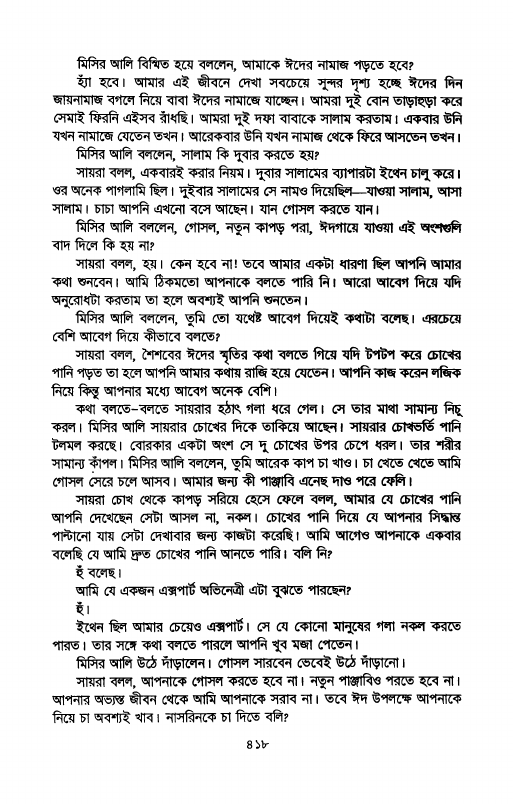 মিসির আলি বিস্মিত হয়ে বললেন, আমাকে ঈদের নামাজ পড়তে হবে?
হ্যাঁ হবে। আমার এই জীবনে দেখা সবচেয়ে সুন্দর দৃশ্য হচ্ছে ঈদের দিন
জায়নামাজ বগলে নিয়ে বাবা ঈদের নামাজে যাচ্ছেন। আমরা দুই বোন তাড়াহুড়া করে
সেমাই ফিরনি এইসব রাঁধছি। আমরা দুই দফা বাবাকে সালাম করতাম। একবার উনি
যখন নামাজে যেতেন তখন। আরেকবার উনি যখন নামাজ থেকে ফিরে আসতেন তখন।
মিসির আলি বললেন, সালাম কি দুবার করতে হয়?
সায়রা বলল, একবারই করার নিয়ম। দুবার সালামের ব্যাপারটা ইথেন চালু করে।
ওর অনেক পাগলামি ছিল। দুইবার সালামের সে নামও দিয়েছিল—যাওয়া সালাম, আসা
সালাম। চাচা আপনি এখনো বসে আছেন। যান গোসল করতে যান।
মিসির আলি বললেন, গোসল, নতুন কাপড় পরা, ঈদগায়ে যাওয়া এই অংশগুলি
বাদ দিলে কি হয় না?
সায়রা বলল, হয়। কেন হবে না! তবে আমার একটা ধারণা ছিল আপনি আমার
কথা শুনবেন। আমি ঠিকমতো আপনাকে বলতে পারি নি। আরো আবেগ দিয়ে যদি
অনুরোধটা করতাম তা হলে অবশ্যই আপনি শুনতেন।
মিসির আলি বললেন, তুমি তো যথেষ্ট আবেগ দিয়েই কথাটা বলেছ। এরচেয়ে
বেশি আবেগ দিয়ে কীভাবে বলতে?
সায়রা বলল, শৈশবের ঈদের স্মৃতির কথা বলতে গিয়ে যদি টপটপ করে চোখের
পানি পড়ত তা হলে আপনি আমার কথায় রাজি হয়ে যেতেন। আপনি কাজ করেন লজিক
নিয়ে কিন্তু আপনার মধ্যে আবেগ অনেক বেশি।
কথা বলতে-বলতে সায়রার হঠাৎ গলা ধরে গেল। সে তার মাথা সামান্য নিচু
করল। মিসির আলি সায়রার চোখের দিকে তাকিয়ে আছেন। সায়রার চোখভর্তি পানি
টলমল করছে। বোরকার একটা অংশ সে দু চোখের উপর চেপে ধরল। তার শরীর
সামান্য কাঁপল। মিসির আলি বললেন, তুমি আরেক কাপ চা খাও। চা খেতে খেতে আমি
গোসল সেরে চলে আসব। আমার জন্য কী পাঞ্জাবি এনেছ দাও পরে ফেলি।
সায়রা চোখ থেকে কাপড় সরিয়ে হেসে ফেলে বলল, আমার যে চোখের পানি
আপনি দেখেছেন সেটা আসল না, নকল। চোখের পানি দিয়ে যে আপনার সিদ্ধান্ত
পাল্টানো যায় সেটা দেখাবার জন্য কাজটা করেছি। আমি আগেও আপনাকে একবার
বলেছি যে আমি দ্রুত চোখের পানি আনতে পারি। বলি নি?
হুঁ বলেছ।
আমি যে একজন এক্সপার্ট অভিনেত্রী এটা বুঝতে পারছেন?
হুঁ।
ইথেন ছিল আমার চেয়েও এক্সপার্ট। সে যে কোনো মানুষের গলা নকল করতে
পারত। তার সঙ্গে কথা বলতে পারলে আপনি খুব মজা পেতেন।
মিসির আলি উঠে দাঁড়ালেন। গোসল সারবেন ভেবেই উঠে দাঁড়ানো।
সায়রা বলল, আপনাকে গোসল করতে হবে না। নতুন পাঞ্জাবিও পরতে হবে না।
আপনার অভ্যস্ত জীবন থেকে আমি আপনাকে সরাব না। তবে ঈদ উপলক্ষে আপনাকে
নিয়ে চা অবশ্যই খাব। নাসরিনকে চা দিতে বলি?
৪১৮